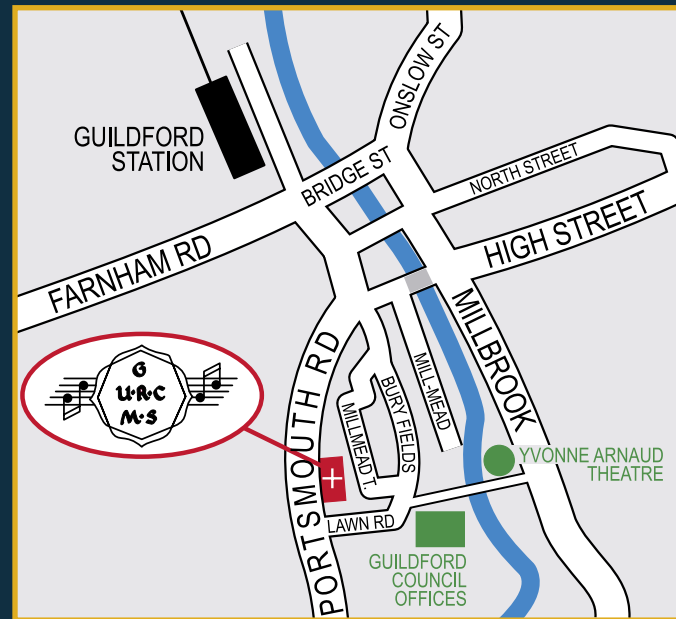 ONSLOW ST
GUILDFORD
STATION
BRIDGE ST
NORTH STREET
HIGH STREET
FARNHAM RD
MILLBROOK
PORTSMOUTH RD
MILL-MEAD
BURY FIELDS
MILLMEAD T.
G
U•R•C
M•S
YVONNE ARNAUD
THEATRE
LAWN RD
GUILDFORD
COUNCIL
OFFICES